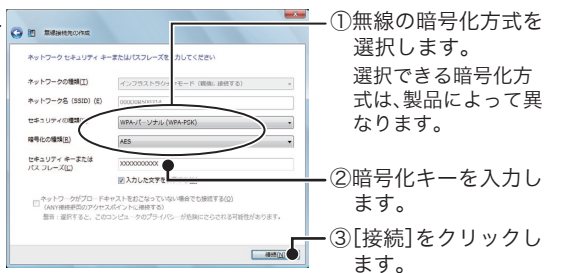 無線接続先の作成
ネットワーク セキュリティ キーまたはパスフレーズを入力してください
ネットワークの種類(T)
インフラストラクチャモード(親機に接続する)
ネットワーク名 (SSID) (E)
セキュリティの種類
WPA-パーソナル (WPA-PSK)
暗号化の種類(R)
AES
セキュリティ キーまたは
パス フレーズ(L)
XXXXXXXXXX
入力した文字を
ネットワークがブロードキャストをおこなっていない場合でも接続する(O)
(ANY接続拒否のアクセスポイントに接続する)
警告:選択すると、このコンピュータのプライバシーが危険にさらされる可能性があります。
接続(N)
①無線の暗号化方式を
選択します。
選択できる暗号化方
式は、製品によって異
なります。
②暗号化キーを入力し
ます。
③[接続]をクリックし
ます。